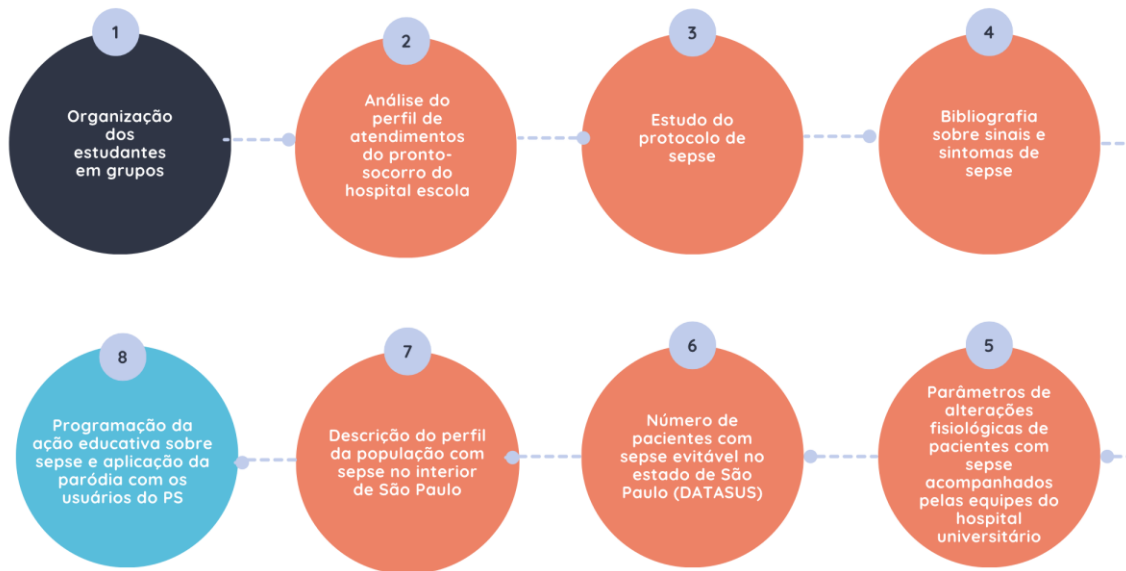 1
Organização
dos
estudantes
em grupos
2
Análise do
perfil de
atendimentos
do pronto-
socorro do
hospital escola
3
Estudo do
protocolo de
sepse
4
Bibliografia
sobre sinais e
sintomas de
sepse
5
Parâmetros de
alterações
fisiológicas de
pacientes com
sepse
acompanhados
pelas equipes do
hospital
universitário
6
Número de
pacientes com
sepse evitável no
estado de São
Paulo (DATASUS)
7
Descrição do perfil
da população com
sepse no interior
de São Paulo
8
Programação da
ação educativa sobre
sepse e aplicação da
paródia com os
usuários do PS